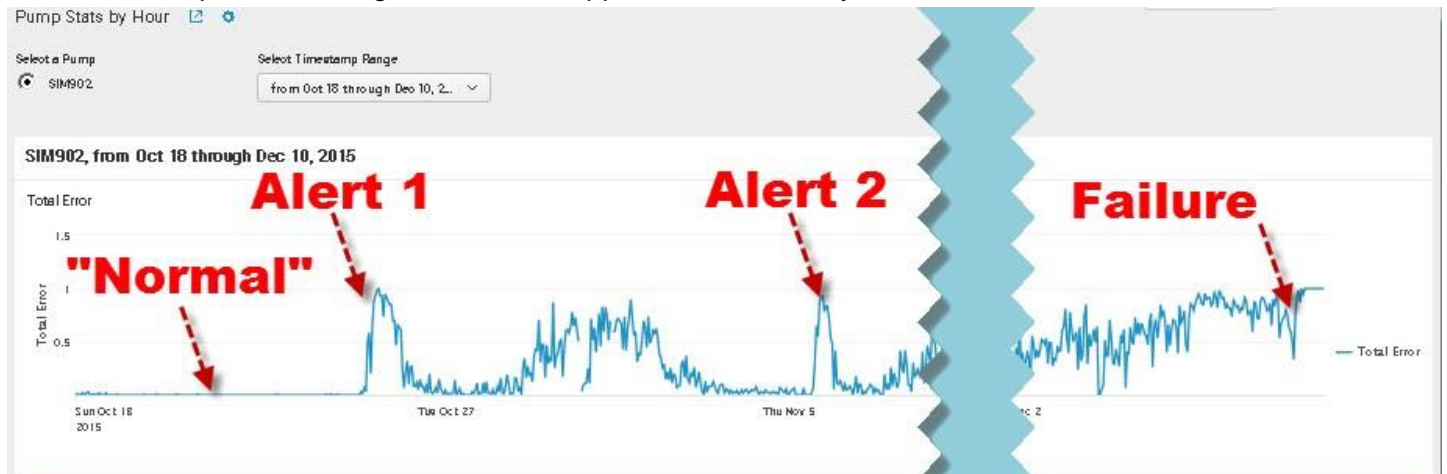 Pump Stats by Hour
Select a Pump
Select Timestamp Range
SIM902
from Oct 18 through Dec 10, 2...
SIM902, from Oct 18 through Dec 10, 2015
Alert 1
Alert 2
Failure
Total Error
1.5
"Normal"
1
Total Error
0.5
Total Error
Sun Oct 18
2015
Tue Oct 27
Thu Nov 5
c 2